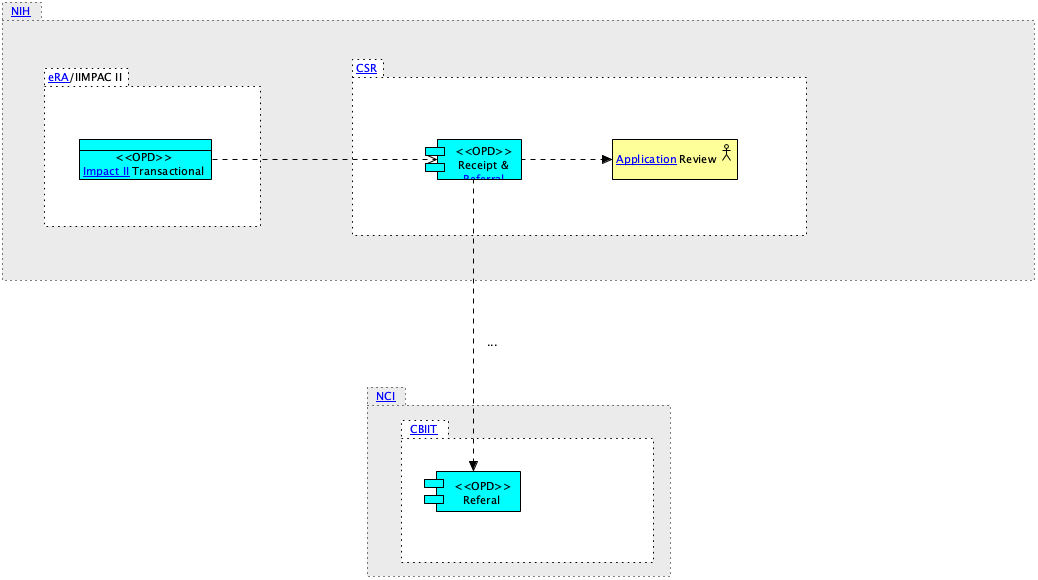 NIH
eRA/IIMPAC II
CSR
<<OPD>>
Impact II Transactional
<<OPD>>
Receipt &
Referral
Application Review
...
NCI
CBIIT
<<OPD>>
Referal